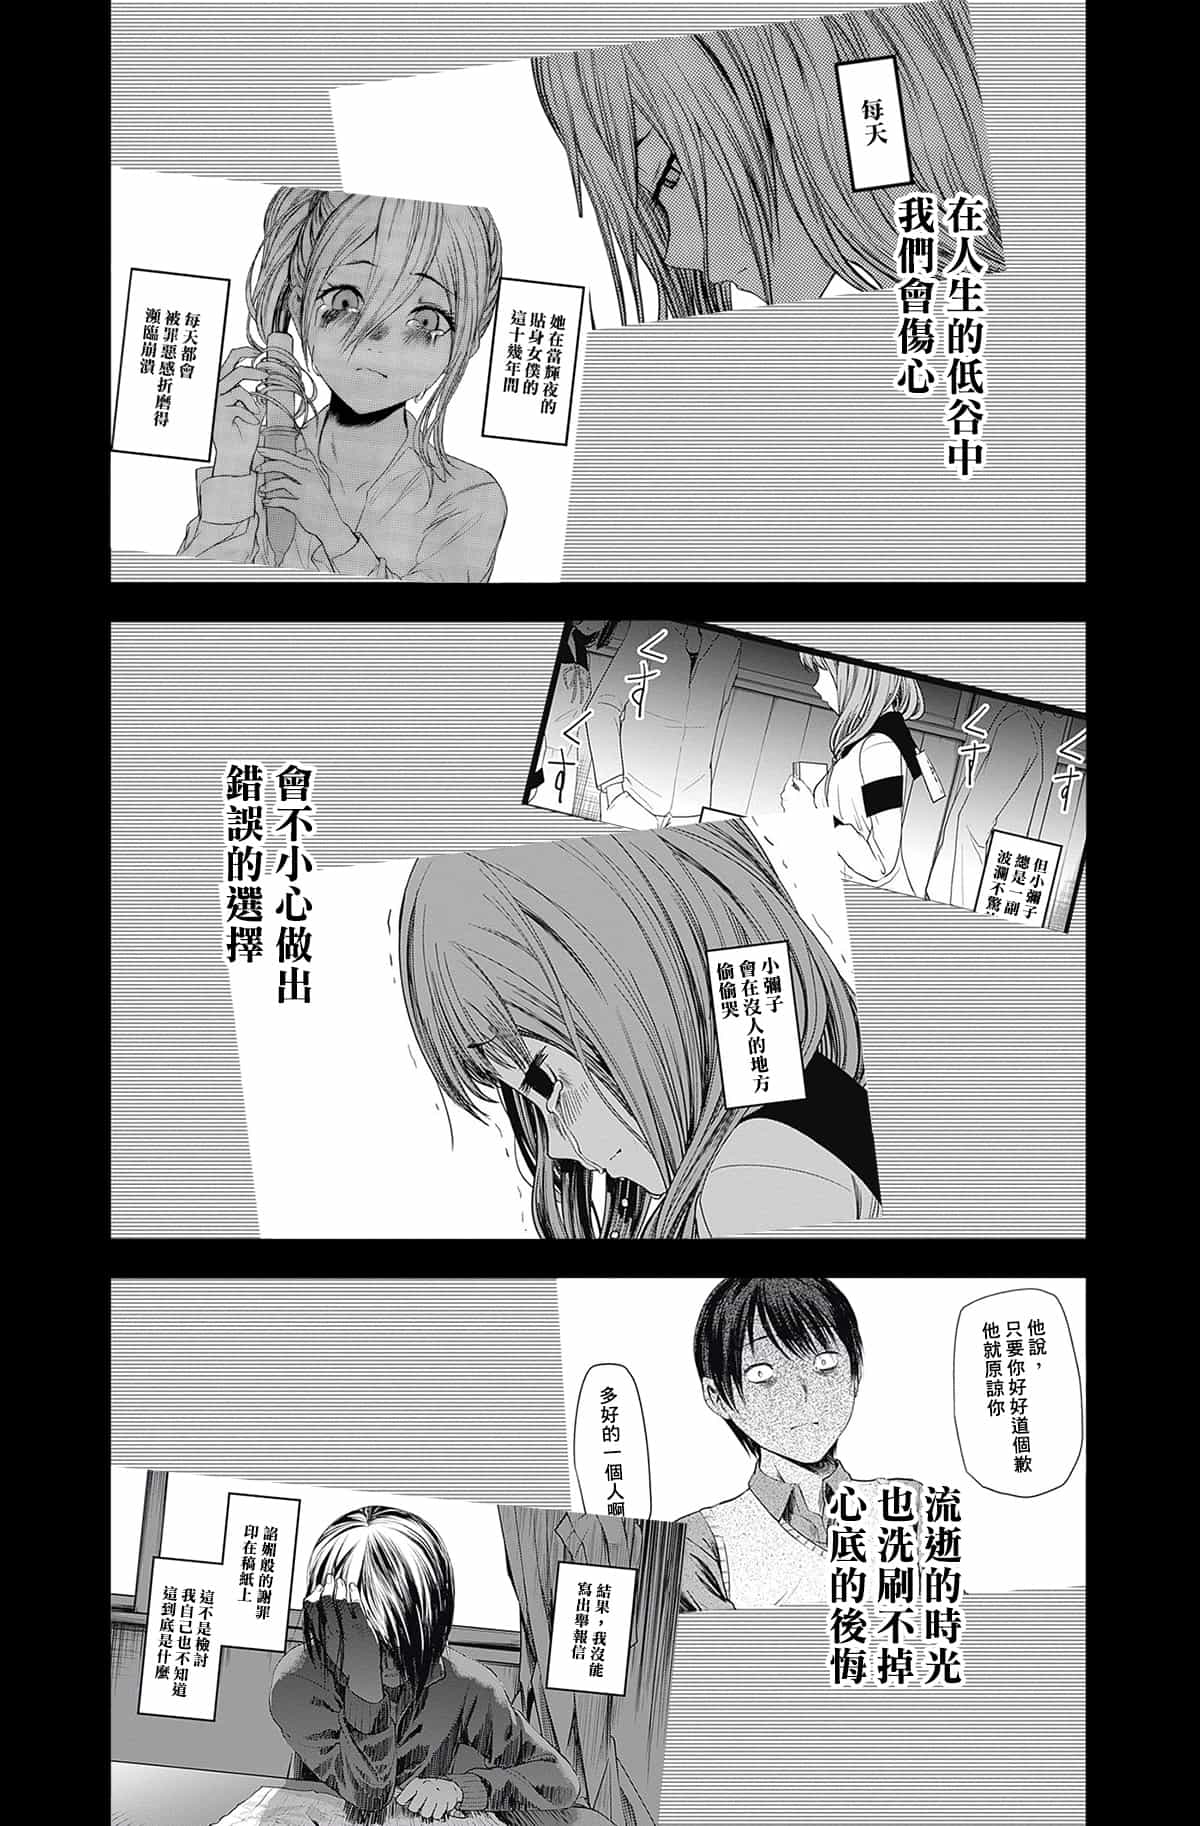 每天
在人生的低谷中
我們會傷心
她在當輝夜的
貼身女僕的
這十幾年間
每天都會
被罪惡感折磨得
瀕臨崩潰
くす
くす
くす
くす
但小彌子
總是一副
波瀾不驚
會不小心做出
錯誤的選擇
小彌子
會在沒人的地方
偷偷哭
他說，
只要你好好道個歉
他就原諒你
多好的一個人啊
流逝的時光
也洗刷不掉
心底的後悔
結果，我沒能
寫出舉報信
諂媚般的謝罪
印在稿紙上
這不是檢討
我自己也不知道
這到底是什麼